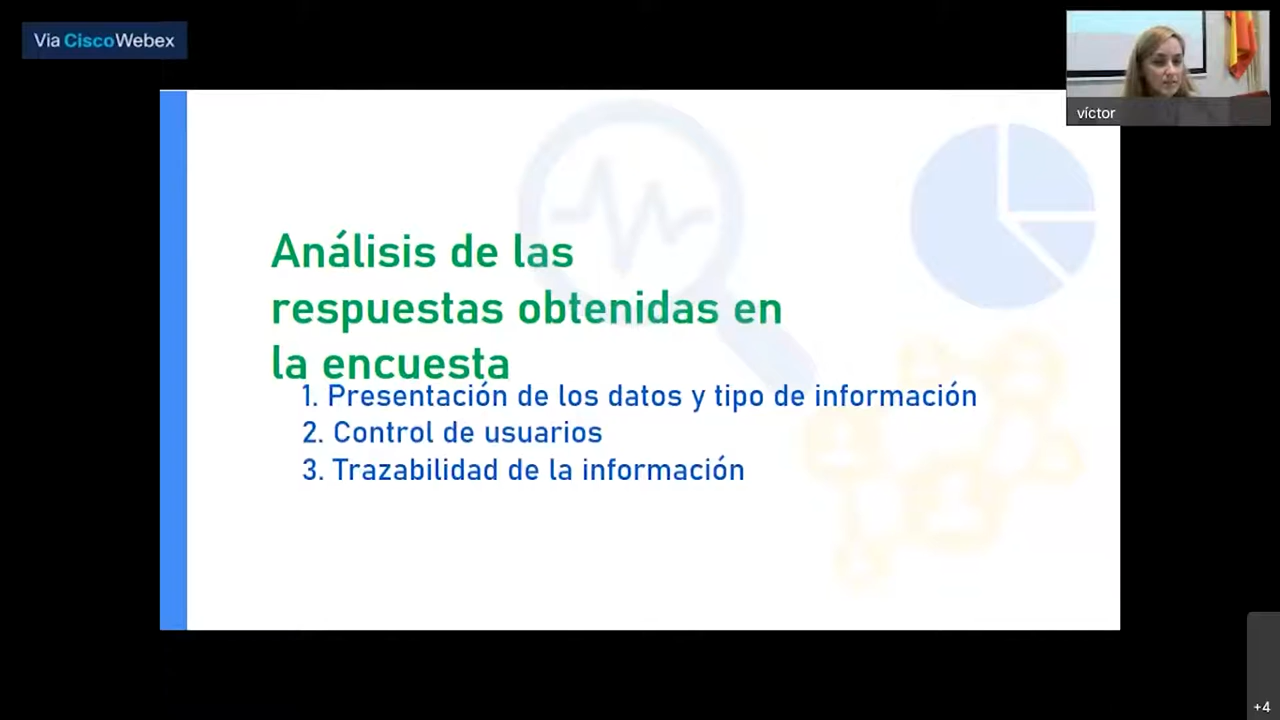 Vía CiscoWebex
víctor
Análisis de las
respuestas obtenidas en
la encuesta
1. Presentación de los datos y tipo de información
2. Control de usuarios
3. Trazabilidad de la información
+4